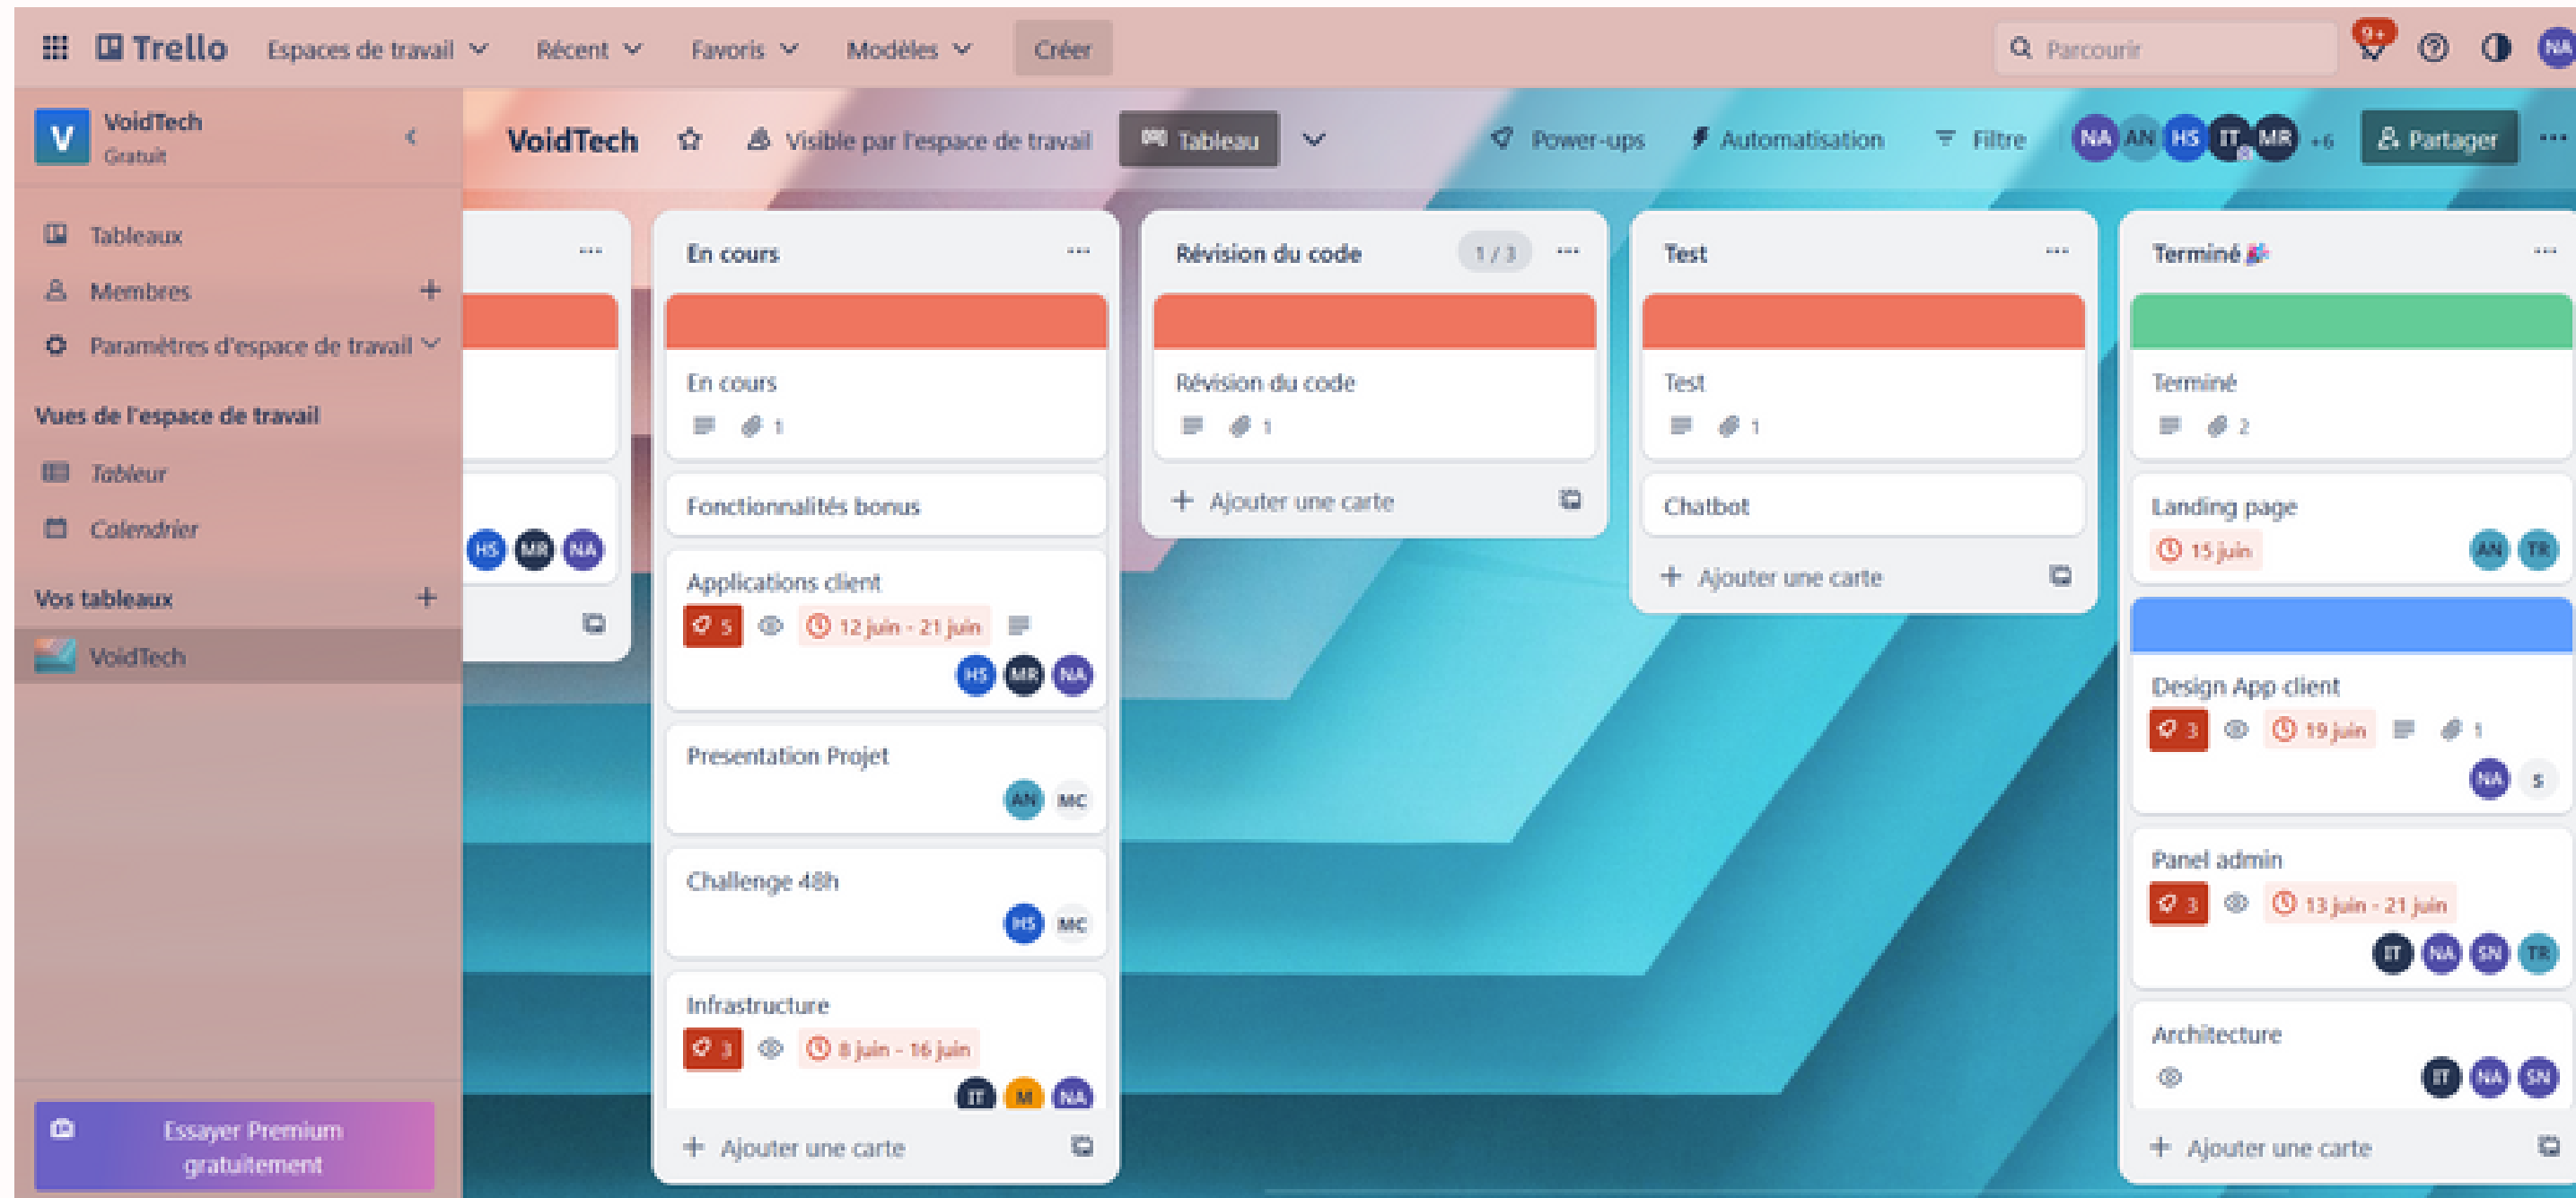 Trello Espaces de travail Récent Favoris Modèles Créer Parcourir 9+ NA
V VoidTech
Gratuit
Tableaux
Membres
Paramètres d'espace de travail
Vues de l'espace de travail
Tableur
Calendrier
Vos tableaux
VoidTech
Essayer Premium
gratuitement
VoidTech Visible par l'espace de travail Tableau Power-ups Automatisation Filtre NA AN HS IT MR +6 Partager
HS MR NA
En cours
En cours
1
Fonctionnalités bonus
Applications client
5 12 juin - 21 juin
HS MR NA
Presentation Projet
AN MC
Challenge 48h
HS MC
Infrastructure
3 8 juin - 16 juin
IT M NA
+ Ajouter une carte
Révision du code 1 / 3
Révision du code
1
+ Ajouter une carte
Test
Test
1
Chatbot
+ Ajouter une carte
Terminé
Terminé
2
Landing page
15 juin AN TR
Design App client
3 19 juin 1
NA S
Panel admin
3 13 juin - 21 juin
IT NA SN TR
Architecture
IT NA SN
+ Ajouter une carte